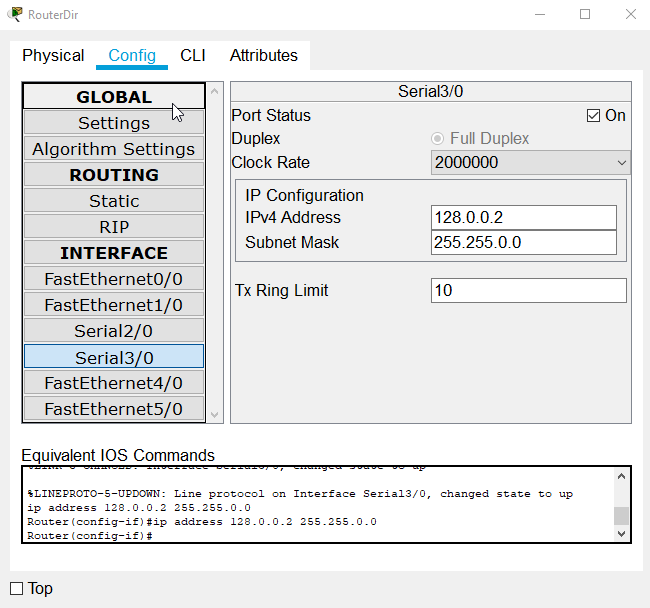 RouterDir
Physical Config CLI Attributes
GLOBAL
Settings
Algorithm Settings
ROUTING
Static
RIP
INTERFACE
FastEthernet0/0
FastEthernet1/0
Serial2/0
Serial3/0
FastEthernet4/0
FastEthernet5/0
Serial3/0
Port Status On
Duplex Full Duplex
Clock Rate 2000000
IP Configuration
IPv4 Address 128.0.0.2
Subnet Mask 255.255.0.0
Tx Ring Limit 10
Equivalent IOS Commands
%LINEPROTO-5-UPDOWN: Line protocol on Interface Serial3/0, changed state to up
ip address 128.0.0.2 255.255.0.0
Router(config-if)#ip address 128.0.0.2 255.255.0.0
Router(config-if)#
Top